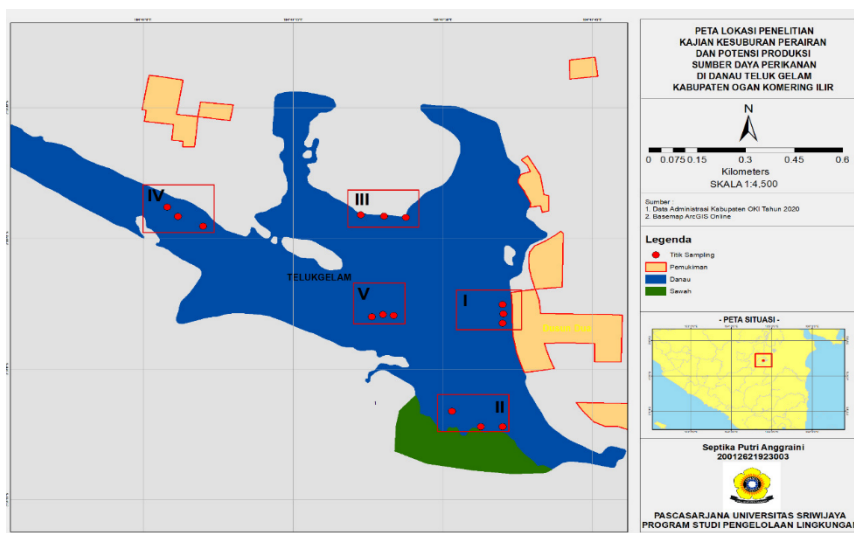 IV
III
TELUKGELAM
V
I
II
PETA LOKASI PENELITIAN
KAJIAN KESUBURAN PERAIRAN
DAN POTENSI PRODUKSI
SUMBER DAYA PERIKANAN
DI DANAU TELUK GELAM
KABUPATEN OGAN KOMERING ILIR
N
0 0.075 0.15 0.3 0.45 0.6
Kilometers
SKALA 1:4,500
Sumber :
1. Data Administrasi Kabupaten OKI Tahun 2020
2. Basemap ArcGIS Online
Legenda
Titik Sampling
Pemukiman
Danau
Sawah
- PETA SITUASI -
Septika Putri Anggraini
20012621923003
PASCASARJANA UNIVERSITAS SRIWIJAYA
PROGRAM STUDI PENGELOLAAN LINGKUNGAN